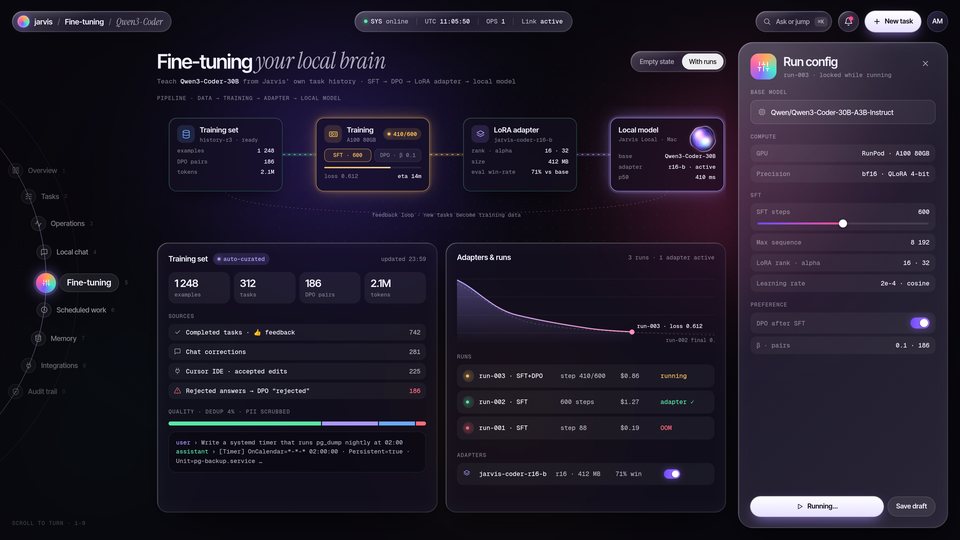 jarvis / Fine-tuning / Qwen3-Coder
SYS online | UTC 11:05:50 | OPS 1 | Link active
Ask or jump ⌘K
+ New task
AM
Fine-tuning your local brain
Teach Qwen3-Coder-30B from Jarvis' own task history · SFT → DPO → LoRA adapter → local model
Empty state
With runs
PIPELINE · DATA → TRAINING → ADAPTER → LOCAL MODEL
Training set
history-r3 · ready
examples 1 248
DPO pairs 186
tokens 2.1M
Training
A100 80GB
410/600
SFT · 600
DPO · β 0.1
loss 0.612 eta 14m
LoRA adapter
jarvis-coder-r16-b
rank · alpha 16 · 32
size 412 MB
eval win-rate 71% vs base
Local model
Jarvis Local · Mac
base Qwen3-Coder-30B
adapter r16-b · active
p50 410 ms
feedback loop · new tasks become training data
Overview 1
Tasks 2
Operations 3
Local chat 4
Fine-tuning 5
Scheduled work 6
Memory 7
Integrations 8
Audit trail 9
SCROLL TO TURN · 1-9
Training set
auto-curated
updated 23:59
1 248
examples
312
tasks
186
DPO pairs
2.1M
tokens
SOURCES
Completed tasks · 👍 feedback 742
Chat corrections 281
Cursor IDE · accepted edits 225
Rejected answers → DPO "rejected" 186
QUALITY · DEDUP 4% · PII SCRUBBED
user › Write a systemd timer that runs pg_dump nightly at 02:00
assistant › [Timer] OnCalendar=*-*-* 02:00:00 · Persistent=true ·
Unit=pg-backup.service …
Adapters & runs
3 runs · 1 adapter active
run-003 · loss 0.612
run-002 final 0.
RUNS
run-003 · SFT+DPO step 410/600 $0.86 running
run-002 · SFT 600 steps $1.27 adapter ✓
run-001 · SFT step 88 $0.19 OOM
ADAPTERS
jarvis-coder-r16-b r16 · 412 MB 71% win
Run config
run-003 · locked while running
BASE MODEL
Qwen/Qwen3-Coder-30B-A3B-Instruct
COMPUTE
GPU RunPod · A100 80GB
Precision bf16 · QLoRA 4-bit
SFT
SFT steps 600
Max sequence 8 192
LoRA rank · alpha 16 · 32
Learning rate 2e-4 · cosine
PREFERENCE
DPO after SFT
β · pairs 0.1 · 186
Running…
Save draft